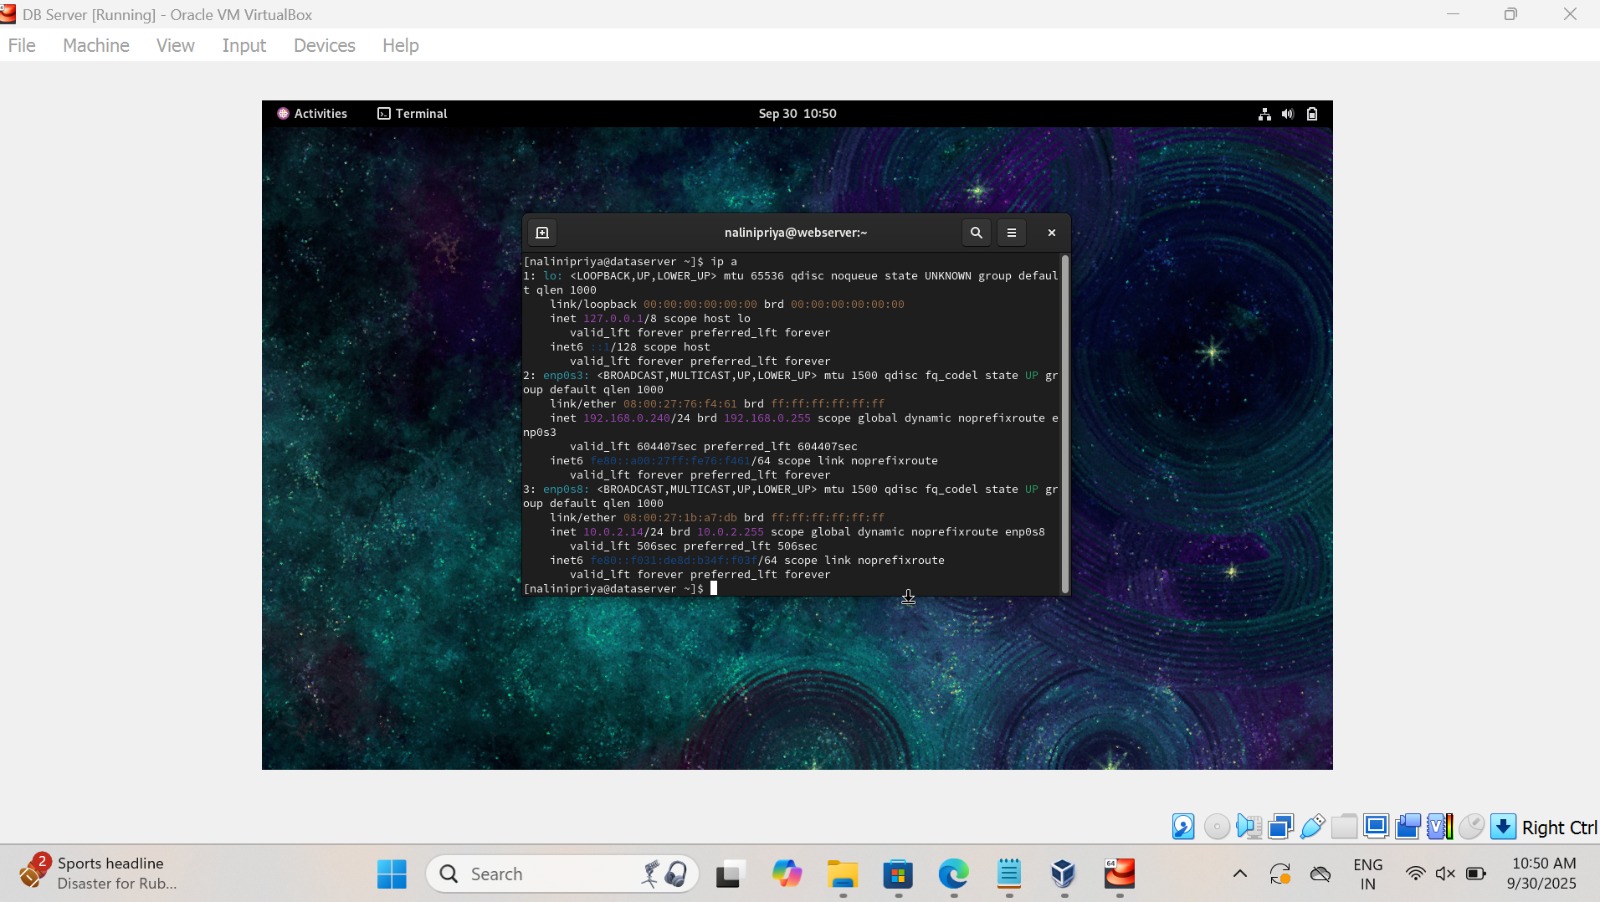 DB Server [Running] - Oracle VM VirtualBox
File Machine View Input Devices Help
Activities Terminal Sep 30 10:50
nalinipriya@webserver:~
[nalinipriya@dataserver ~]$ ip a
1: lo: <LOOPBACK,UP,LOWER_UP> mtu 65536 qdisc noqueue state UNKNOWN group defaul
t qlen 1000
link/loopback 00:00:00:00:00:00 brd 00:00:00:00:00:00
inet 127.0.0.1/8 scope host lo
valid_lft forever preferred_lft forever
inet6 ::1/128 scope host
valid_lft forever preferred_lft forever
2: enp0s3: <BROADCAST,MULTICAST,UP,LOWER_UP> mtu 1500 qdisc fq_codel state UP gr
oup default qlen 1000
link/ether 08:00:27:76:f4:61 brd ff:ff:ff:ff:ff:ff
inet 192.168.0.240/24 brd 192.168.0.255 scope global dynamic noprefixroute e
np0s3
valid_lft 604407sec preferred_lft 604407sec
inet6 fe80::a00:27ff:fe76:f461/64 scope link noprefixroute
valid_lft forever preferred_lft forever
3: enp0s8: <BROADCAST,MULTICAST,UP,LOWER_UP> mtu 1500 qdisc fq_codel state UP gr
oup default qlen 1000
link/ether 08:00:27:1b:a7:db brd ff:ff:ff:ff:ff:ff
inet 10.0.2.14/24 brd 10.0.2.255 scope global dynamic noprefixroute enp0s8
valid_lft 506sec preferred_lft 506sec
inet6 fe80::f031:de8d:b34f:f03f/64 scope link noprefixroute
valid_lft forever preferred_lft forever
[nalinipriya@dataserver ~]$
Right Ctrl
2
Sports headline
Disaster for Rub...
Search
64
ENG
IN
10:50 AM
9/30/2025